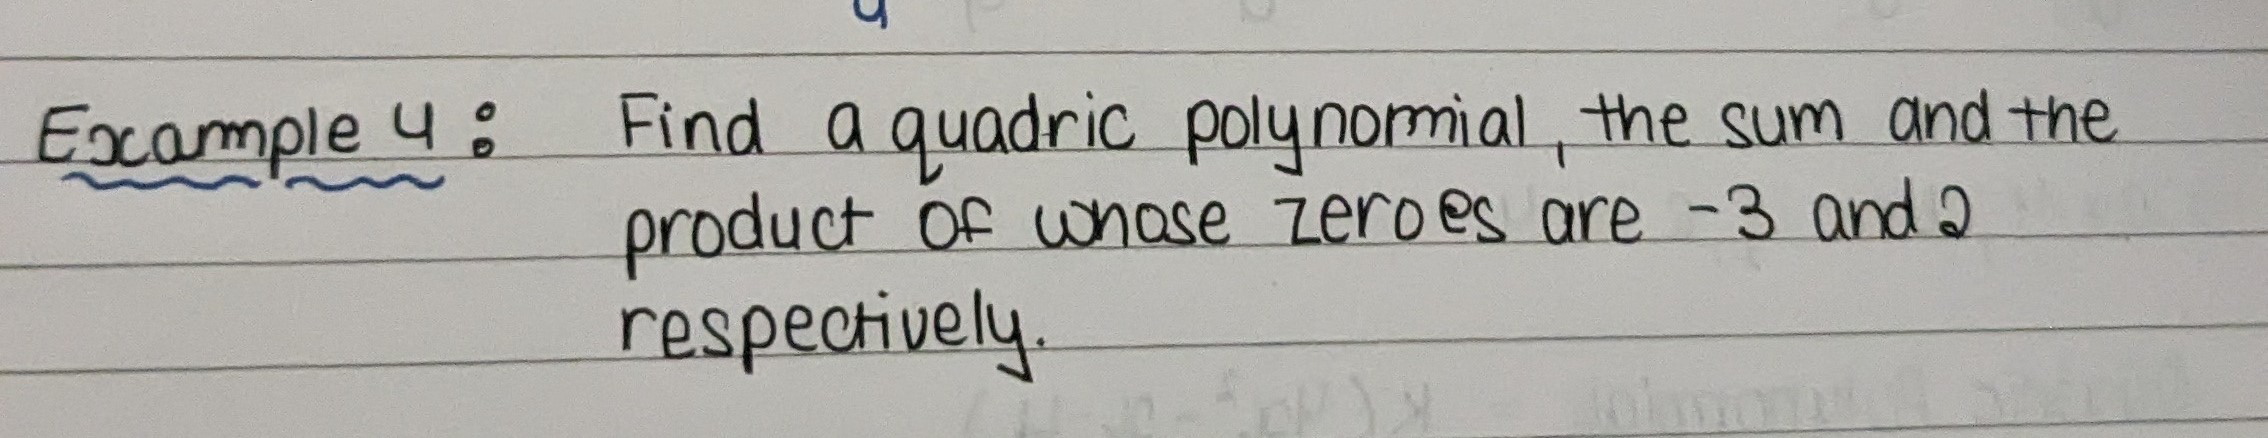 Example 4: Find a quadric polynomial, the sum and the
product of whose zeroes are -3 and 2
respectively.